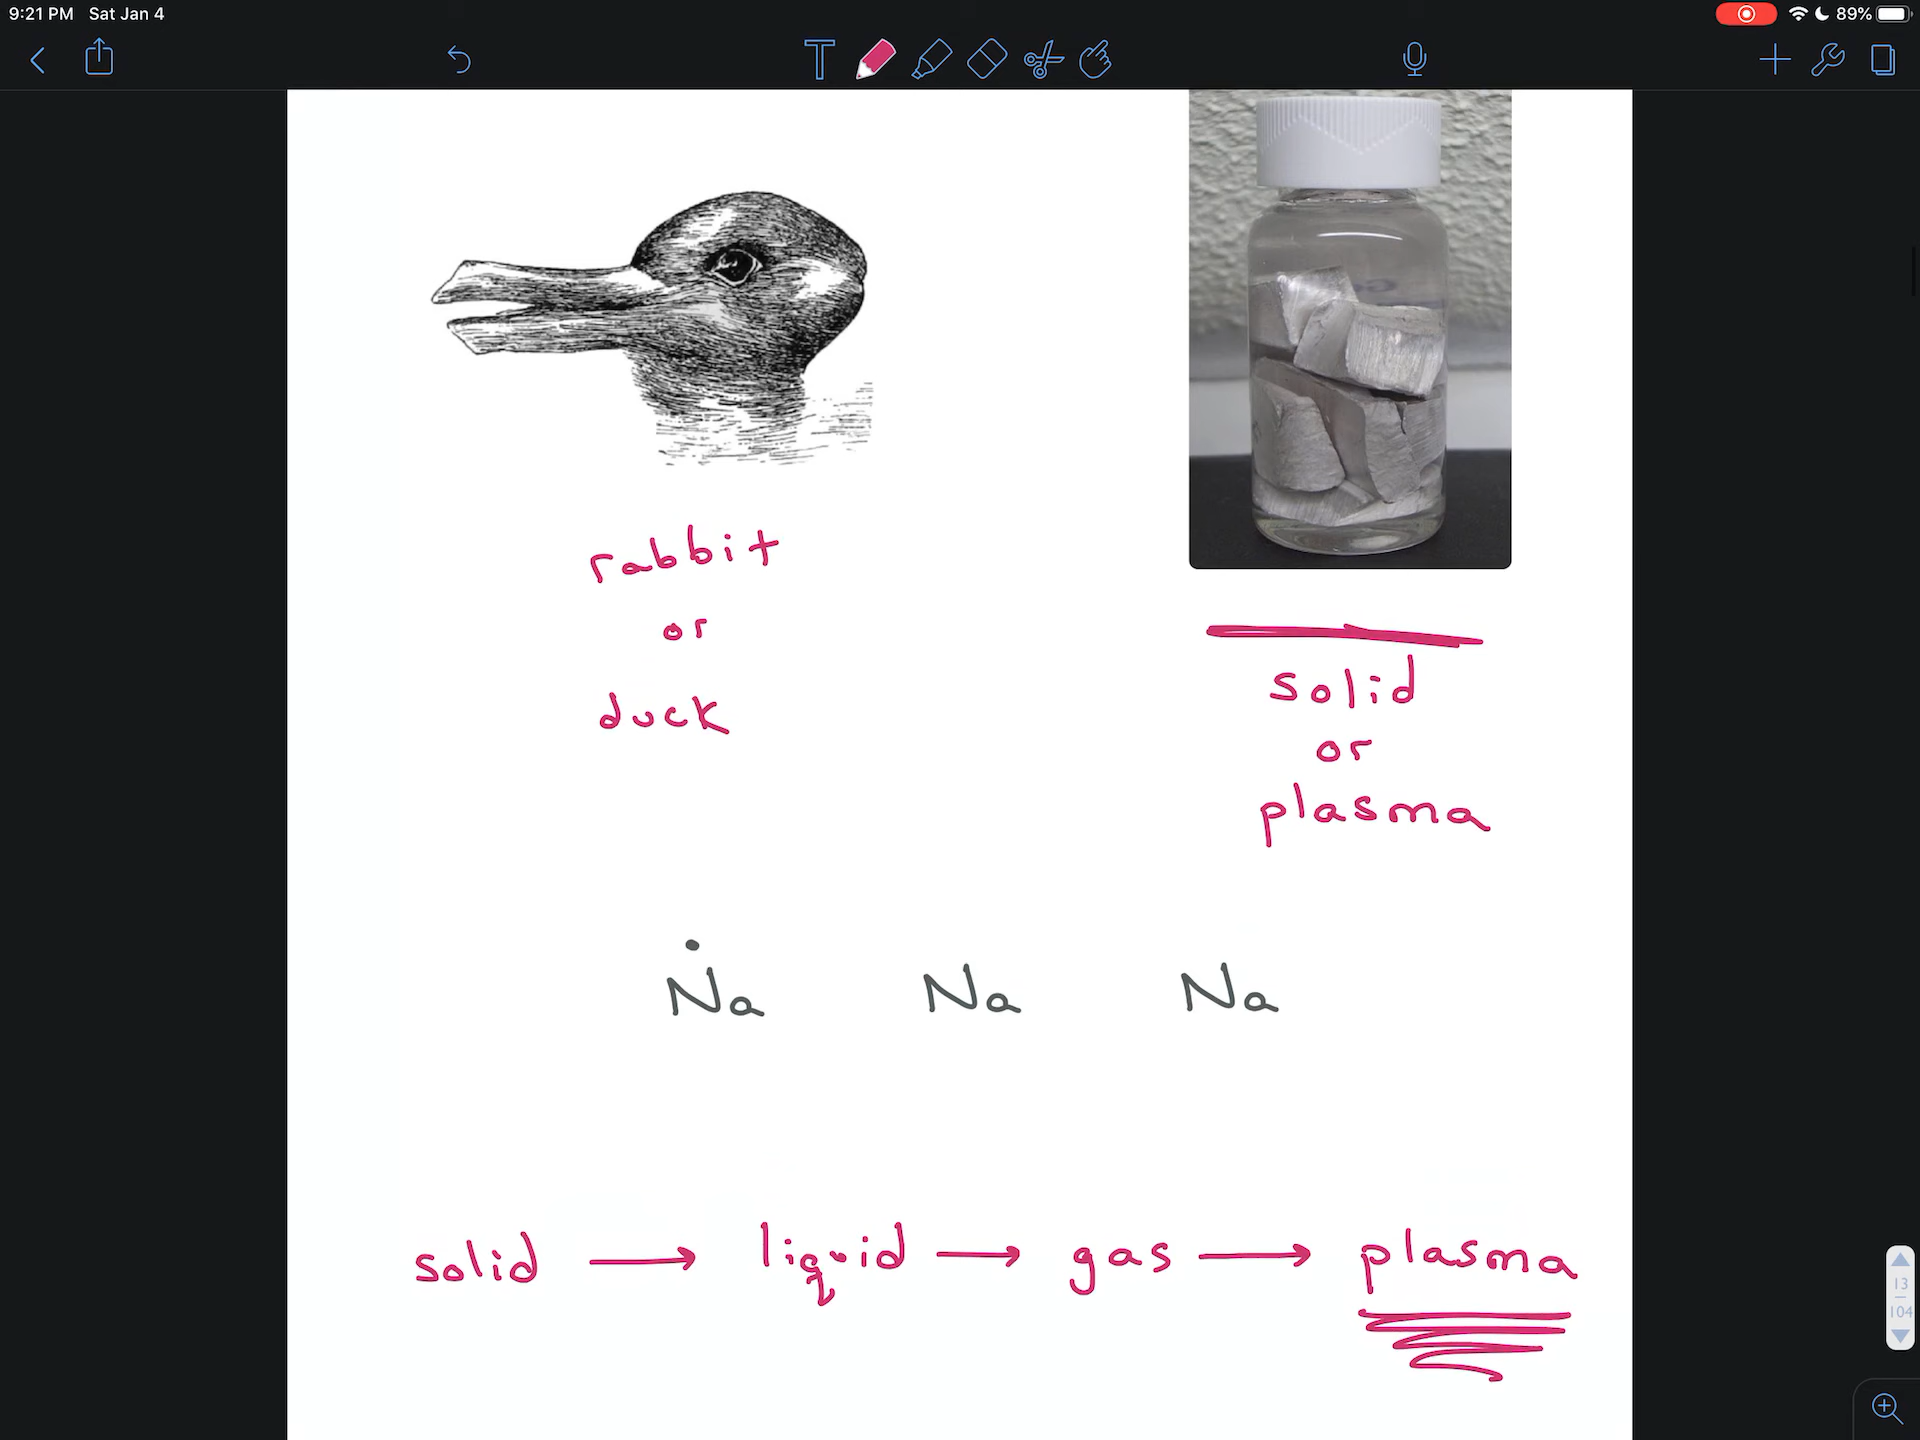 9:21 PM Sat Jan 4
89%
rabbit
or
duck
solid
or
plasma
Na Na Na
solid → liquid → gas → plasma
13
104